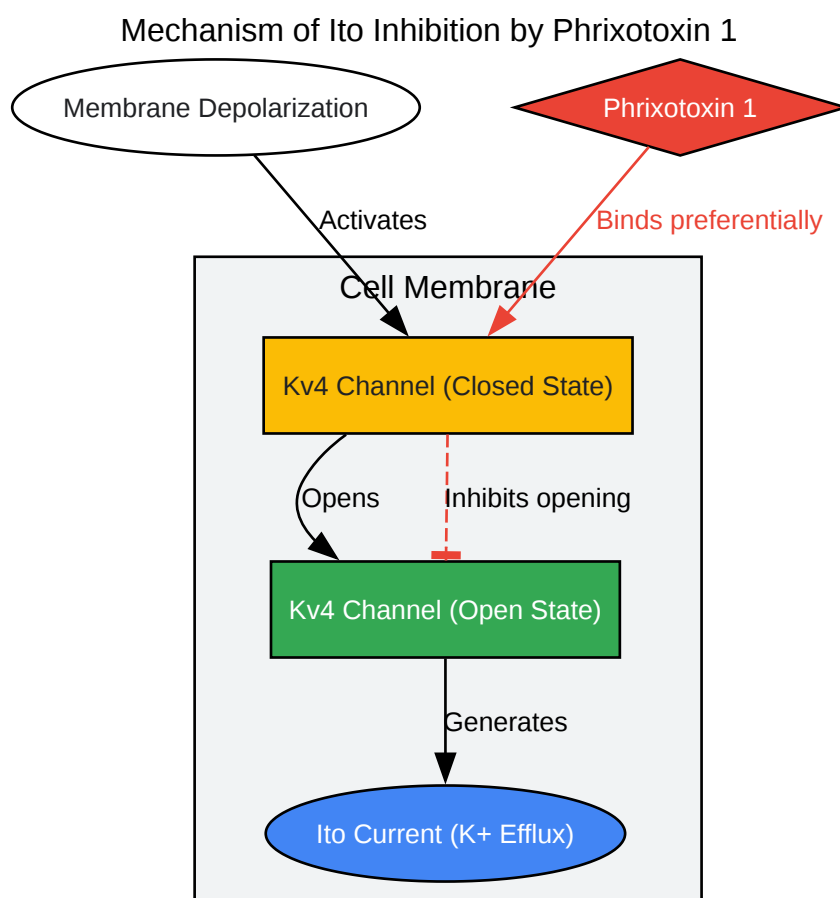 Mechanism of Ito Inhibition by Phrixotoxin 1
Membrane Depolarization
Phrixotoxin 1
Activates
Binds preferentially
Cell Membrane
Kv4 Channel (Closed State)
Opens
Inhibits opening
Kv4 Channel (Open State)
Generates
Ito Current (K+ Efflux)